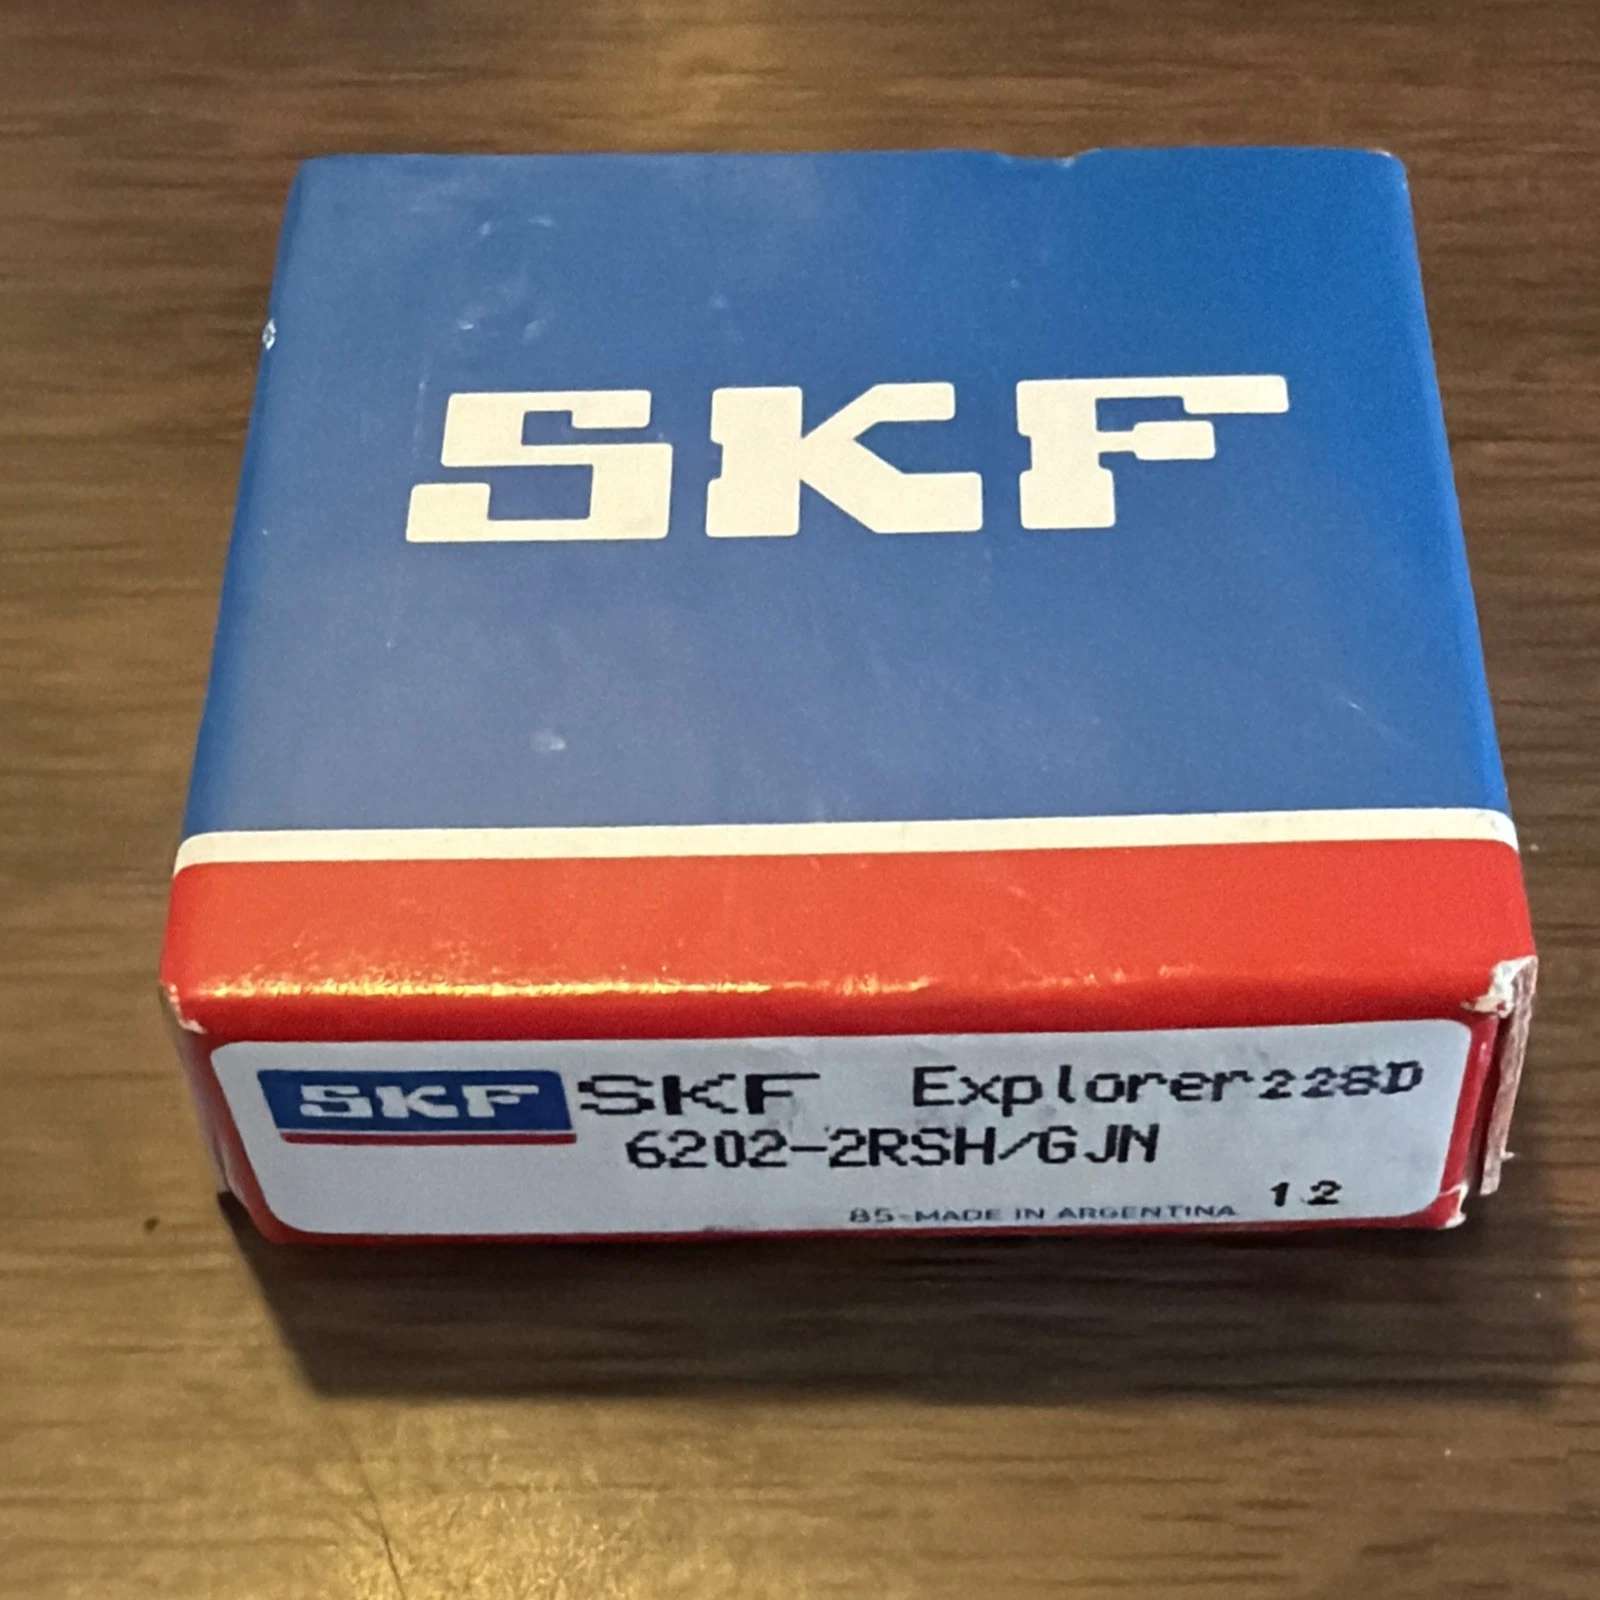 SKF
SKF SKF Explorer 228D
6202-2RSH/GJN
85-MADE IN ARGENTINA 12